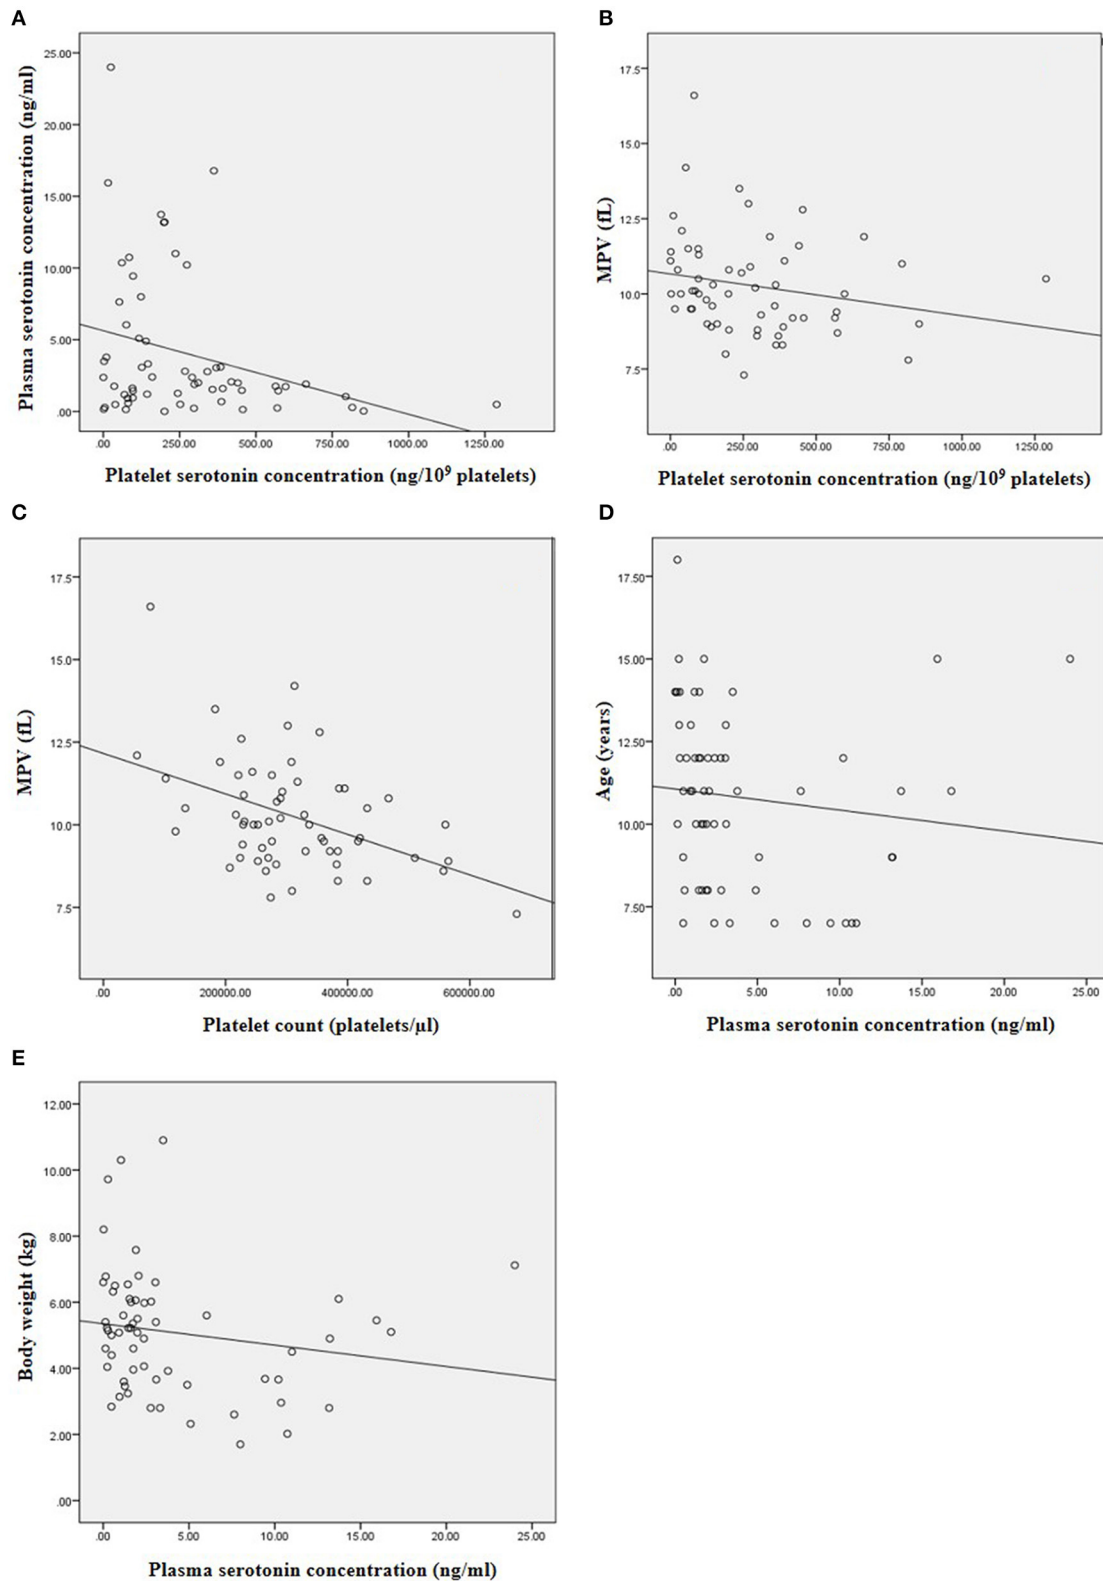 A
25.00
20.00
15.00
10.00
5.00
.00
Plasma serotonin concentration (ng/ml)
.00 250.00 500.00 750.00 1000.00 1250.00
Platelet serotonin concentration (ng/10⁹ platelets)
B
17.5
15.0
12.5
10.0
7.5
MPV (fL)
.00 250.00 500.00 750.00 1000.00 1250.00
Platelet serotonin concentration (ng/10⁹ platelets)
C
17.5
15.0
12.5
10.0
7.5
MPV (fL)
.00 200000.00 400000.00 600000.00
Platelet count (platelets/µl)
D
17.50
15.00
12.50
10.00
7.50
Age (years)
.00 5.00 10.00 15.00 20.00 25.00
Plasma serotonin concentration (ng/ml)
E
12.00
10.00
8.00
6.00
4.00
2.00
.00
Body weight (kg)
.00 5.00 10.00 15.00 20.00 25.00
Plasma serotonin concentration (ng/ml)